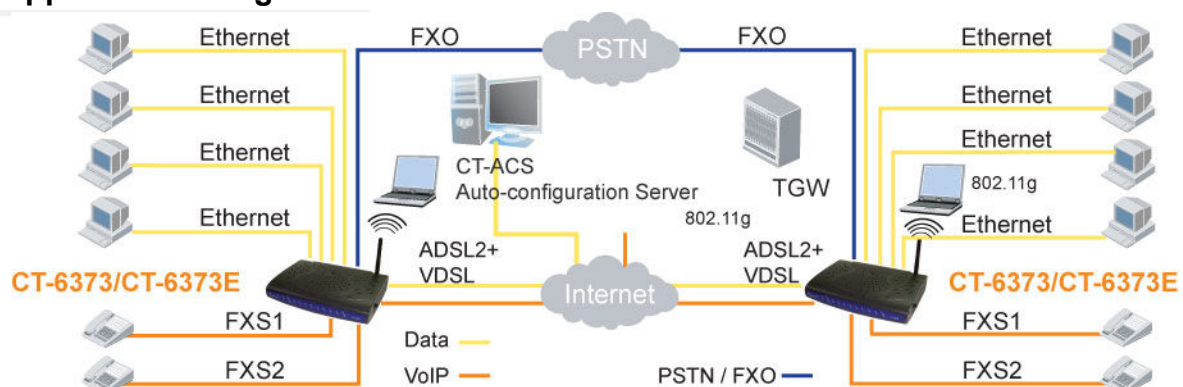 Ethernet
FXO
PSTN
FXO
Ethernet
Ethernet
Ethernet
Ethernet
Ethernet
CT-ACS
Auto-configuration Server
TGW
802.11g
802.11g
Ethernet
Ethernet
ADSL2+
VDSL
ADSL2+
VDSL
CT-6373/CT-6373E
Internet
CT-6373/CT-6373E
FXS1
FXS1
Data
FXS2
VoIP
PSTN / FXO
FXS2